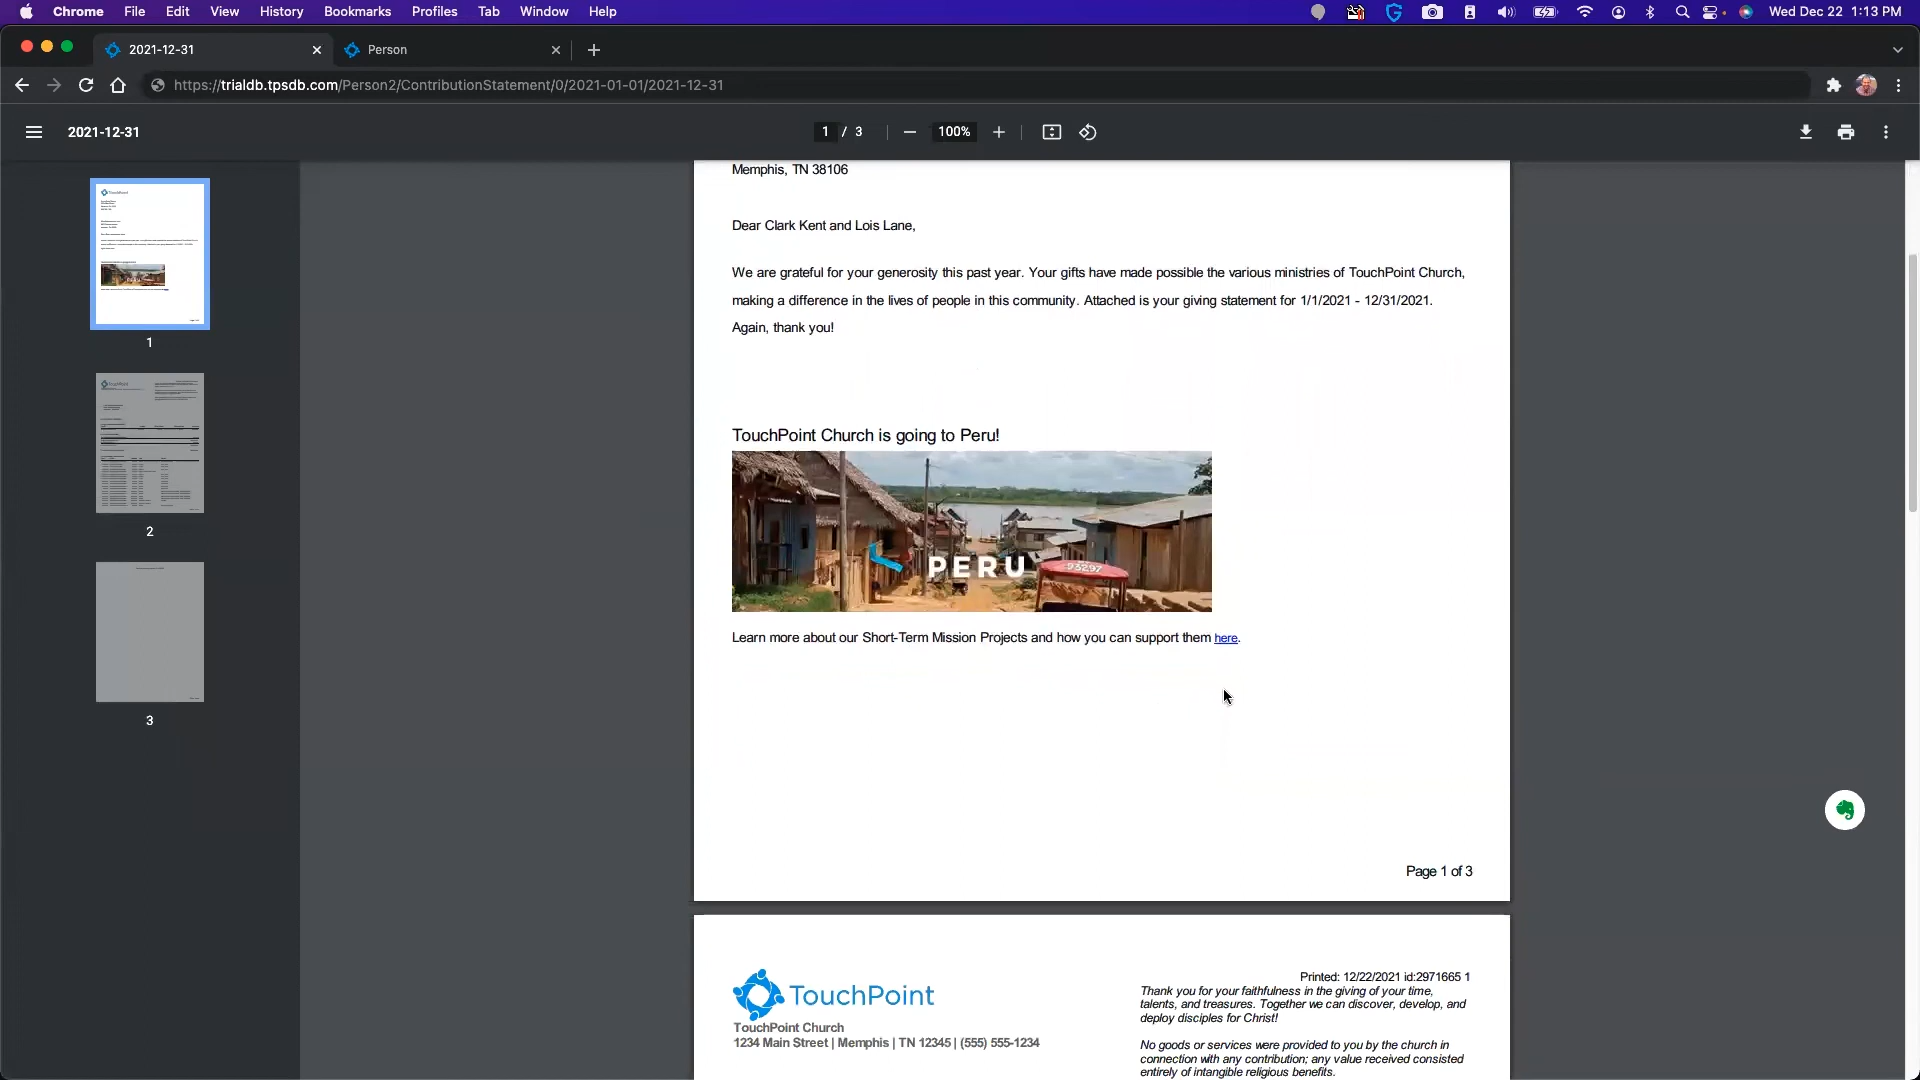 Chrome File Edit View History Bookmarks Profiles Tab Window Help Wed Dec 22 1:13 PM
2021-12-31 Person
https://trialdb.tpsdb.com/Person2/ContributionStatement/0/2021-01-01/2021-12-31
2021-12-31 1 / 3 100%
Memphis, TN 38106
Dear Clark Kent and Lois Lane,
We are grateful for your generosity this past year. Your gifts have made possible the various ministries of TouchPoint Church,
making a difference in the lives of people in this community. Attached is your giving statement for 1/1/2021 - 12/31/2021.
Again, thank you!
TouchPoint Church is going to Peru!
PERU
93297
Learn more about our Short-Term Mission Projects and how you can support them here.
Page 1 of 3
1
2
3
TouchPoint
TouchPoint Church
1234 Main Street | Memphis | TN 12345 | (555) 555-1234
Printed: 12/22/2021 id:2971665 1
Thank you for your faithfulness in the giving of your time,
talents, and treasures. Together we can discover, develop, and
deploy disciples for Christ!
No goods or services were provided to you by the church in
connection with any contribution; any value received consisted
entirely of intangible religious benefits.